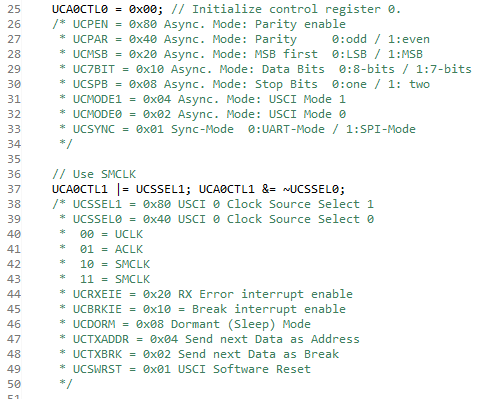 25 UCA0CTL0 = 0x00; // Initialize control register 0.
26 /* UCPEN = 0x80 Async. Mode: Parity enable
27 * UCPAR = 0x40 Async. Mode: Parity 0:odd / 1:even
28 * UCMSB = 0x20 Async. Mode: MSB first 0:LSB / 1:MSB
29 * UC7BIT = 0x10 Async. Mode: Data Bits 0:8-bits / 1:7-bits
30 * UCSPB = 0x08 Async. Mode: Stop Bits 0:one / 1: two
31 * UCMODE1 = 0x04 Async. Mode: USCI Mode 1
32 * UCMODE0 = 0x02 Async. Mode: USCI Mode 0
33 * UCSYNC = 0x01 Sync-Mode 0:UART-Mode / 1:SPI-Mode
34 */
35
36 // Use SMCLK
37 UCA0CTL1 |= UCSSEL1; UCA0CTL1 &= ~UCSSEL0;
38 /* UCSSEL1 = 0x80 USCI 0 Clock Source Select 1
39 * UCSSEL0 = 0x40 USCI 0 Clock Source Select 0
40 * 00 = UCLK
41 * 01 = ACLK
42 * 10 = SMCLK
43 * 11 = SMCLK
44 * UCRXEIE = 0x20 RX Error interrupt enable
45 * UCBRKIE = 0x10 = Break interrupt enable
46 * UCDORM = 0x08 Dormant (Sleep) Mode
47 * UCTXADDR = 0x04 Send next Data as Address
48 * UCTXBRK = 0x02 Send next Data as Break
49 * UCSWRST = 0x01 USCI Software Reset
50 */